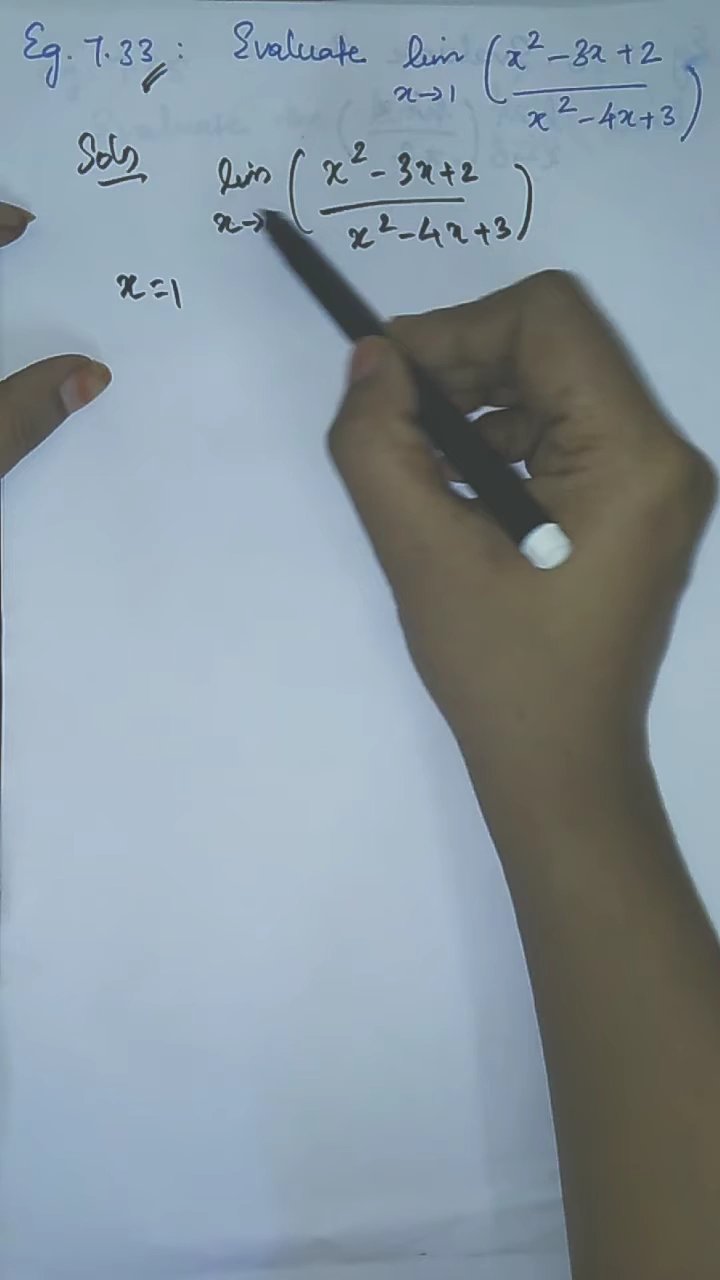 Eg. 7.33 : Evaluate lim x→1 (x² - 3x + 2 / x² - 4x + 3)
Soln
lim x→ (x² - 3x + 2 / x² - 4x + 3)
x = 1